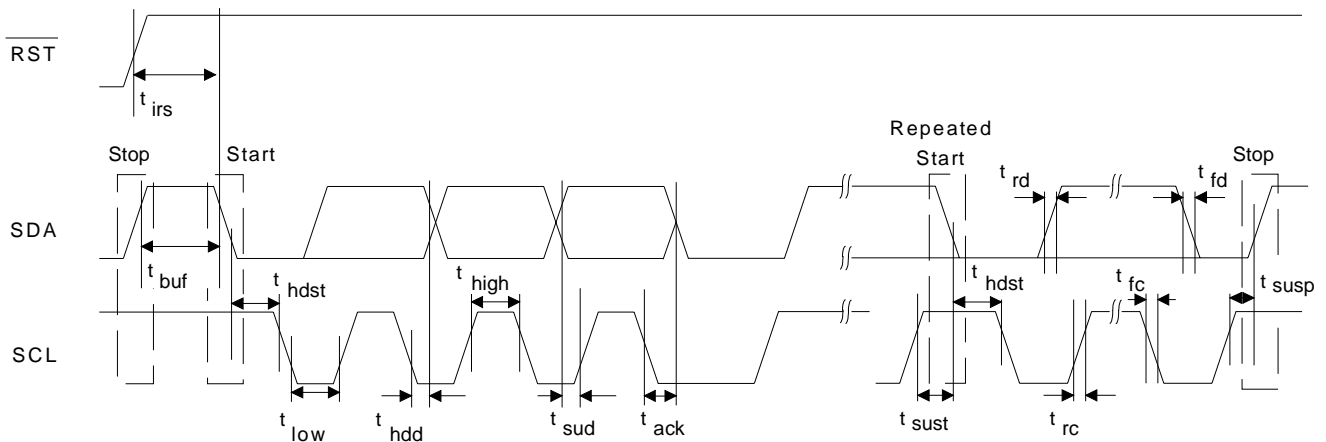 RST
t irs
Stop
Start
Repeated
Start
Stop
t rd
t fd
SDA
t buf
t hdst
t high
t hdst
t fc
t susp
SCL
t low
t hdd
t sud
t ack
t sust
t rc